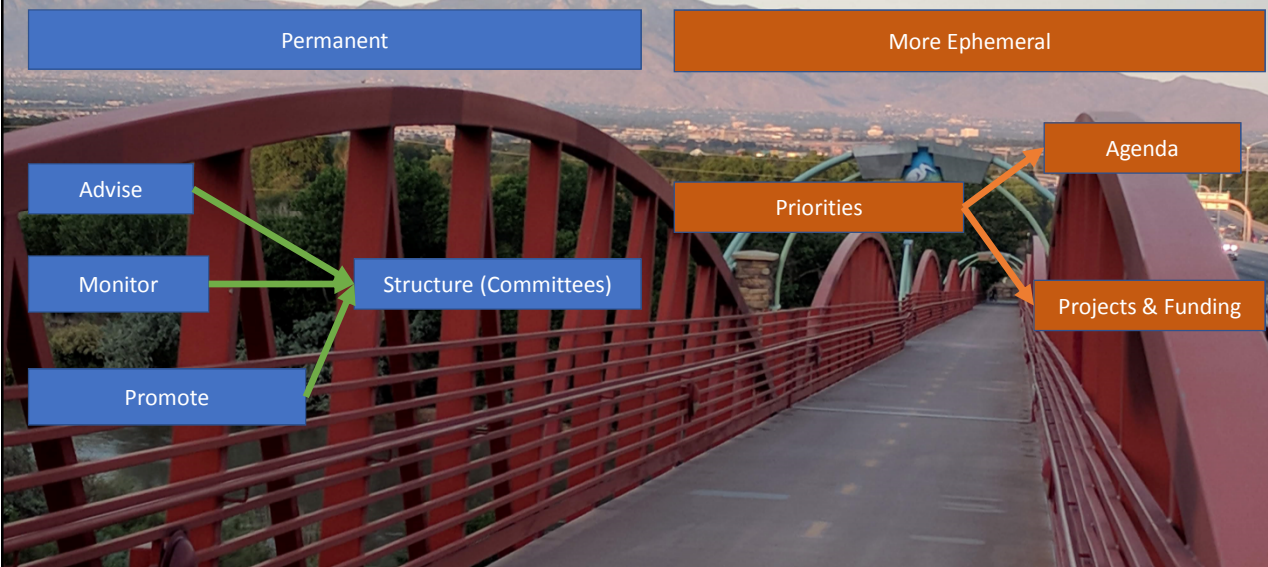 Permanent
More Ephemeral
Advise
Monitor
Promote
Structure (Committees)
Priorities
Agenda
Projects & Funding